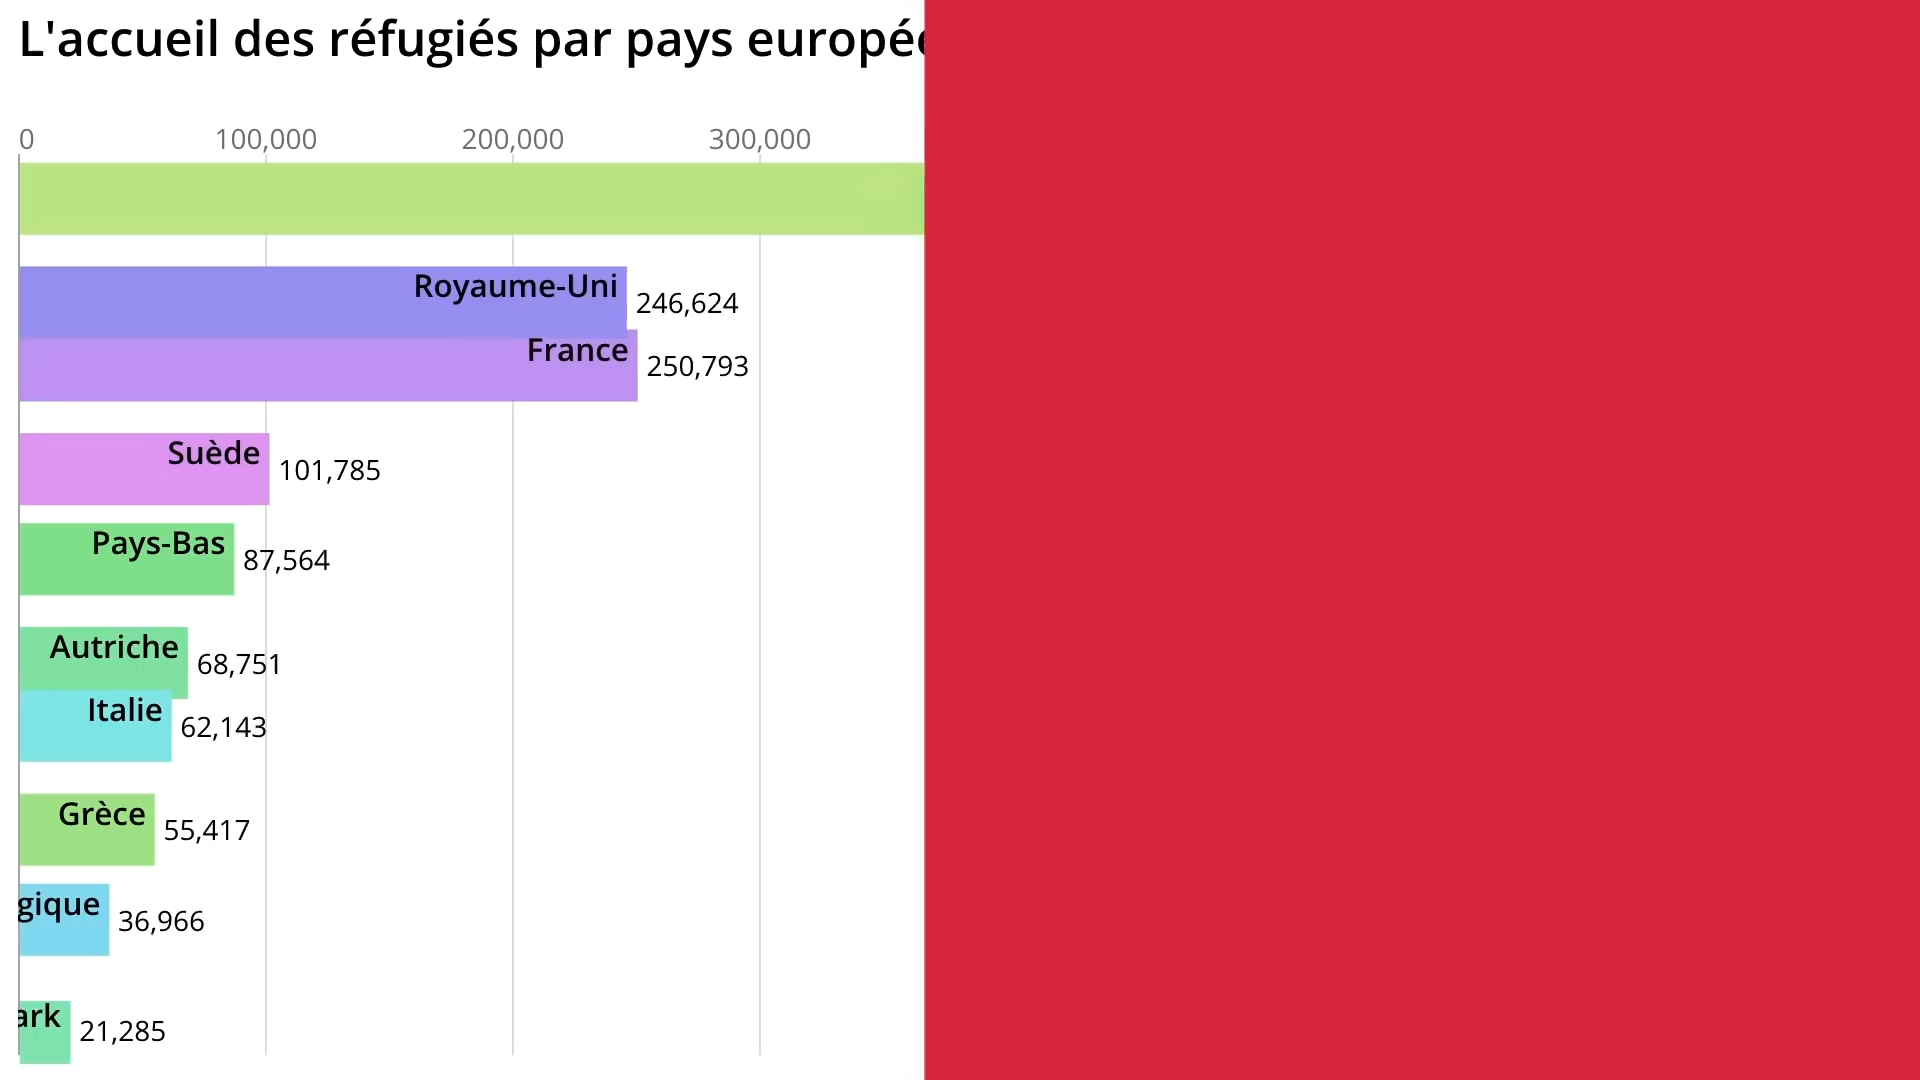 L'accueil des réfugiés par pays europé
0 100,000 200,000 300,000
Royaume-Uni 246,624
France 250,793
Suède 101,785
Pays-Bas 87,564
Autriche 68,751
Italie 62,143
Grèce 55,417
gique 36,966
ark 21,285